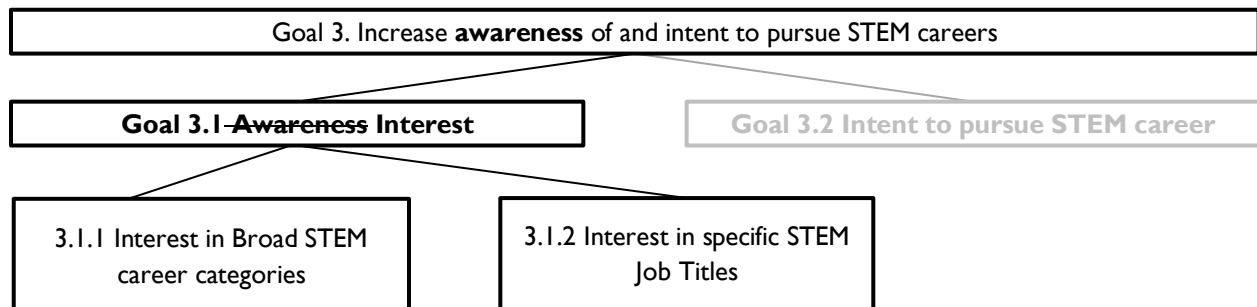 Goal 3. Increase awareness of and intent to pursue STEM careers
Goal 3.1 Awareness Interest
Goal 3.2 Intent to pursue STEM career
3.1.1 Interest in Broad STEM
career categories
3.1.2 Interest in specific STEM
Job Titles